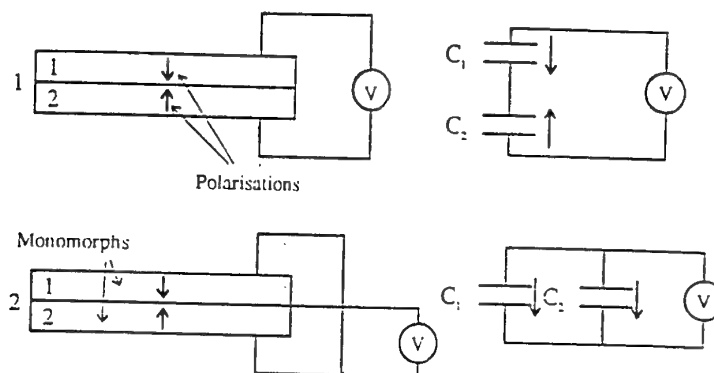 1
1
2
V
C₁
C₂
V
Polarisations
Monomorphs
2
1
2
V
C₁
C₂
V